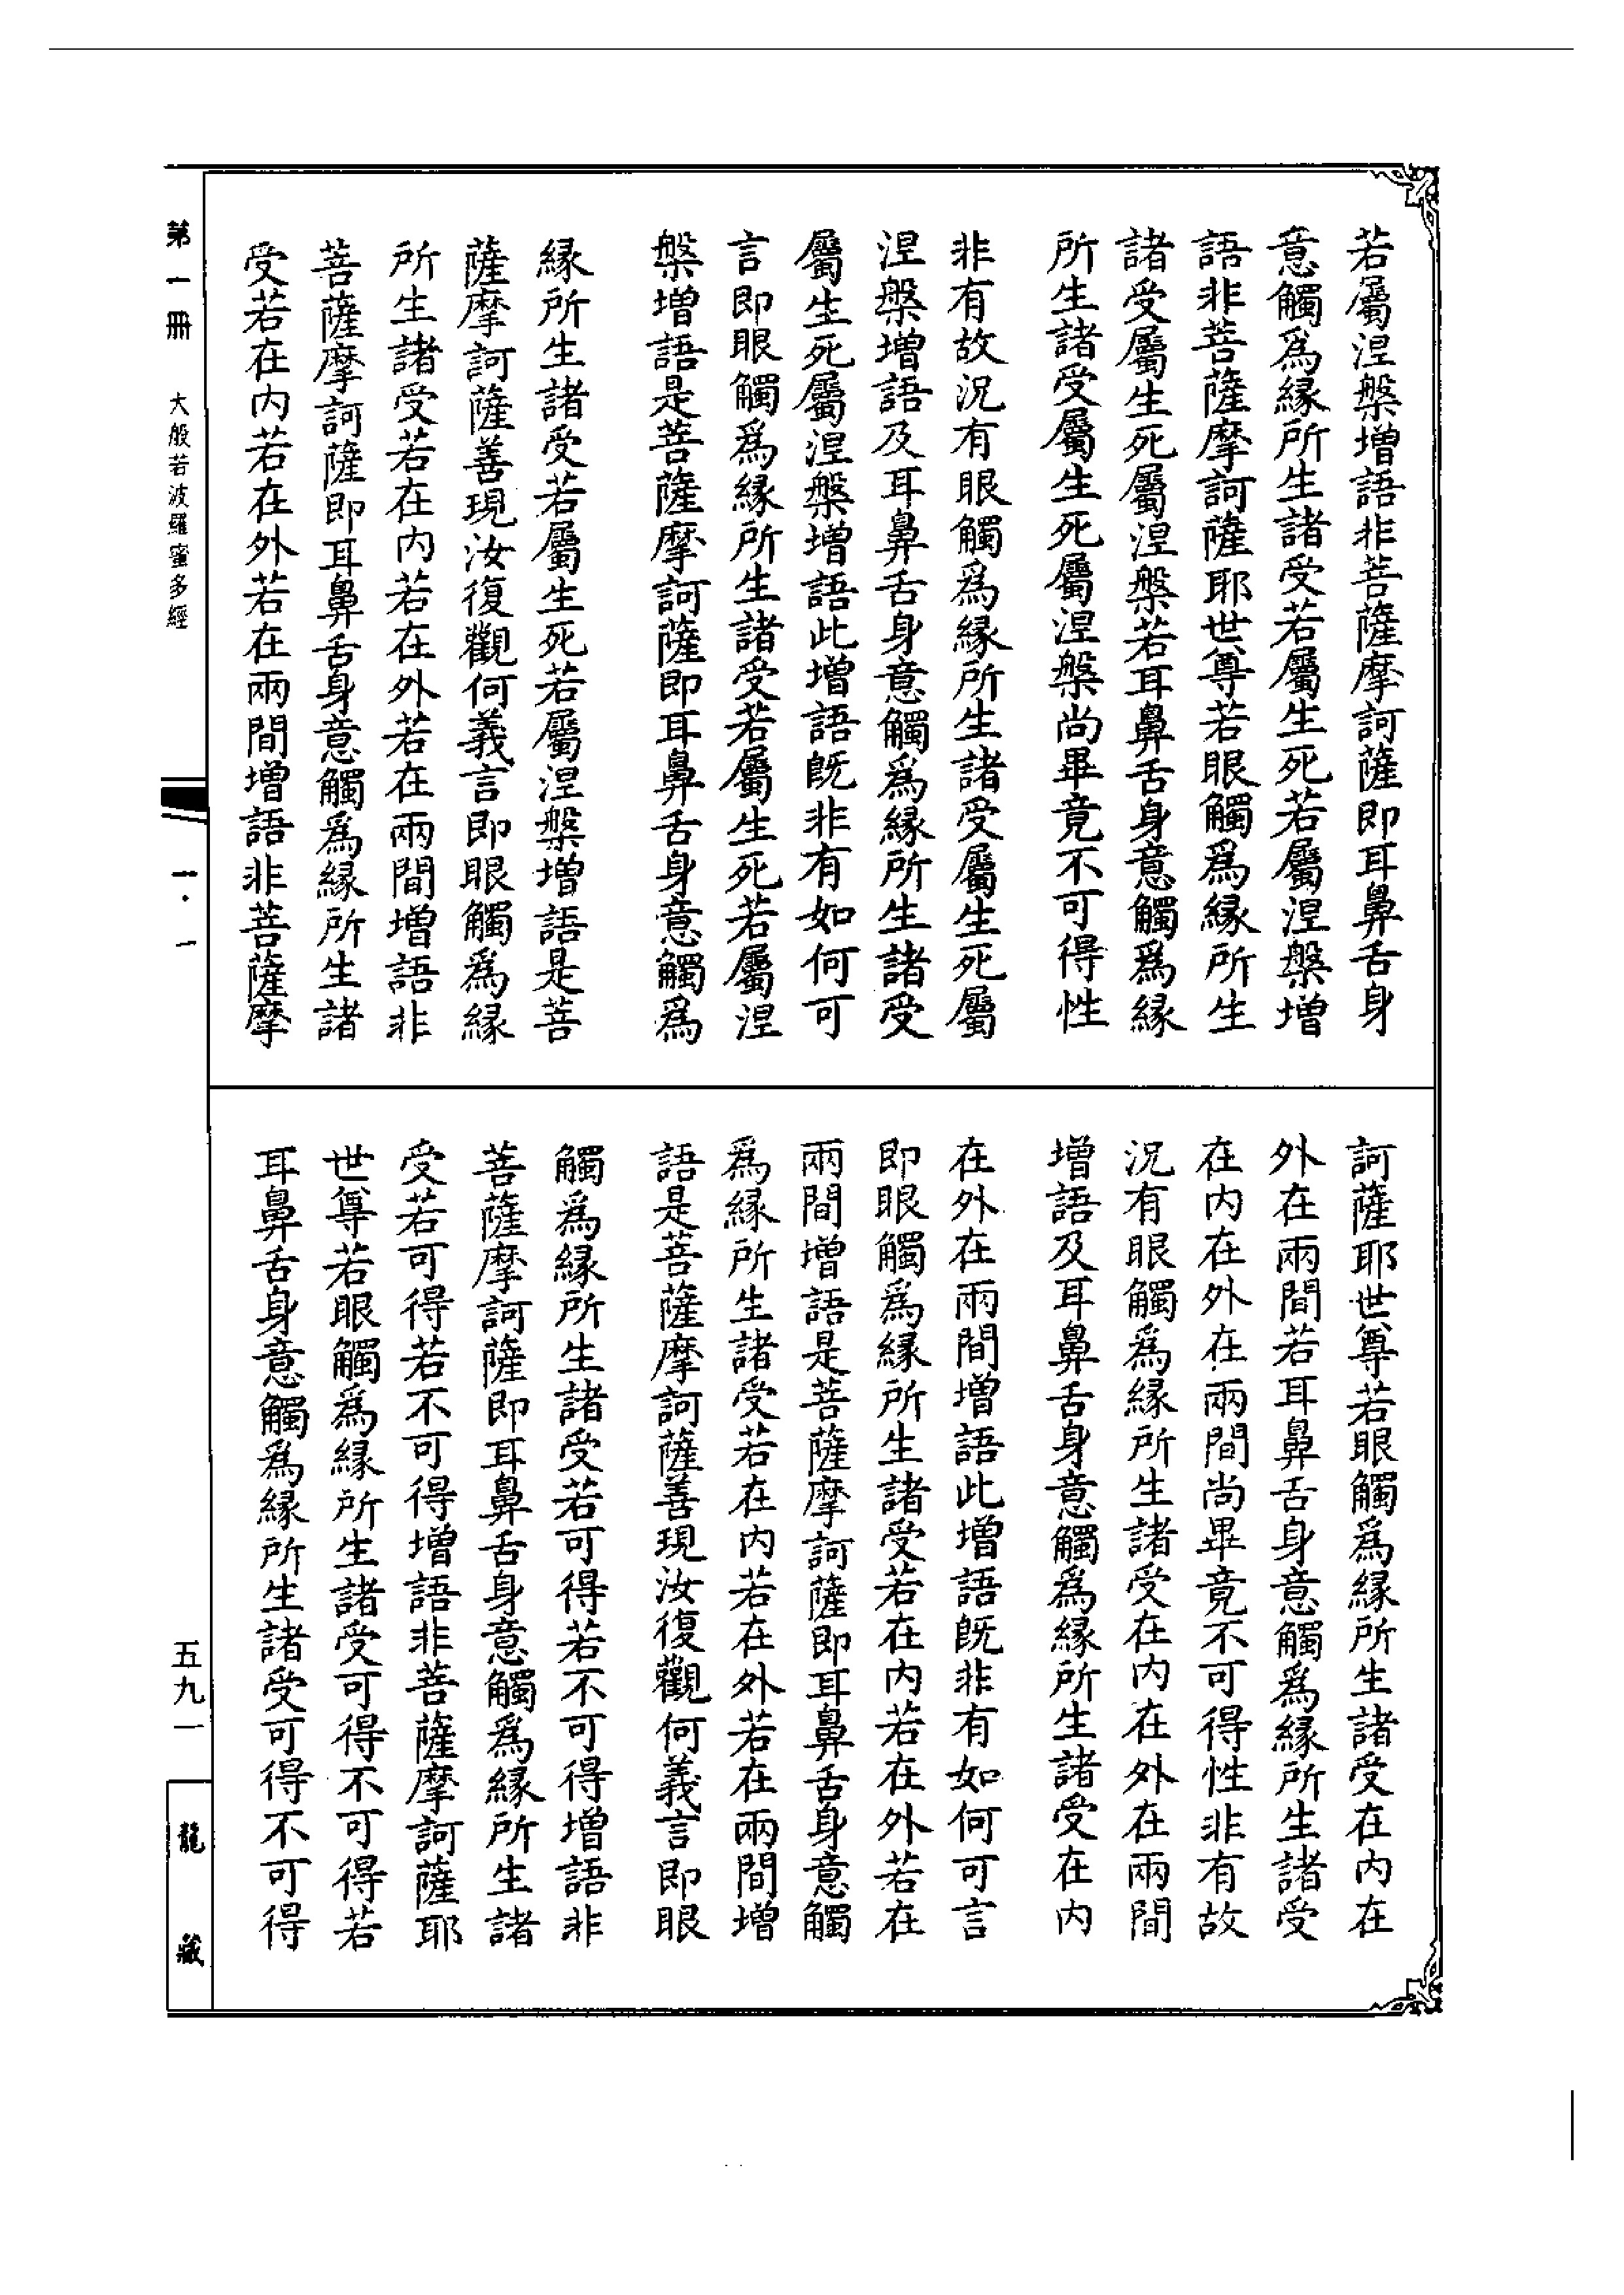 若屬涅槃增語非菩薩摩訶薩即耳鼻舌身
意觸爲緣所生諸受若屬生死若屬涅槃增
語非菩薩摩訶薩耶世尊若眼觸爲緣所生
諸受屬生死屬涅槃若耳鼻舌身意觸爲緣
所生諸受屬生死屬涅槃尚畢竟不可得性
非有故況有眼觸爲緣所生諸受屬生死屬
涅槃增語及耳鼻舌身意觸爲緣所生諸受
屬生死屬涅槃增語此增語既非有如何可
言即眼觸爲緣所生諸受若屬生死若屬涅
槃增語是菩薩摩訶薩即耳鼻舌身意觸爲
緣所生諸受若屬生死若屬涅槃增語是菩
薩摩訶薩善現汝復觀何義言即眼觸爲緣
所生諸受若在內若在外若在兩間增語非
菩薩摩訶薩即耳鼻舌身意觸爲緣所生諸
受若在內若在外若在兩間增語非菩薩摩
訶薩耶世尊若眼觸爲緣所生諸受在內在
外在兩間若耳鼻舌身意觸爲緣所生諸受
在內在外在兩間尚畢竟不可得性非有故
況有眼觸爲緣所生諸受在內在外在兩間
增語及耳鼻舌身意觸爲緣所生諸受在內
在外在兩間增語此增語既非有如何可言
即眼觸爲緣所生諸受若在內若在外若在
兩間增語是菩薩摩訶薩即耳鼻舌身意觸
爲緣所生諸受若在內若在外若在兩間增
語是菩薩摩訶薩善現汝復觀何義言即眼
觸爲緣所生諸受若可得若不可得增語非
菩薩摩訶薩即耳鼻舌身意觸爲緣所生諸
受若可得若不可得增語非菩薩摩訶薩耶
世尊若眼觸爲緣所生諸受可得不可得若
耳鼻舌身意觸爲緣所生諸受可得不可得
第一冊 大般若波羅蜜多經
一·一
五九一
龍藏